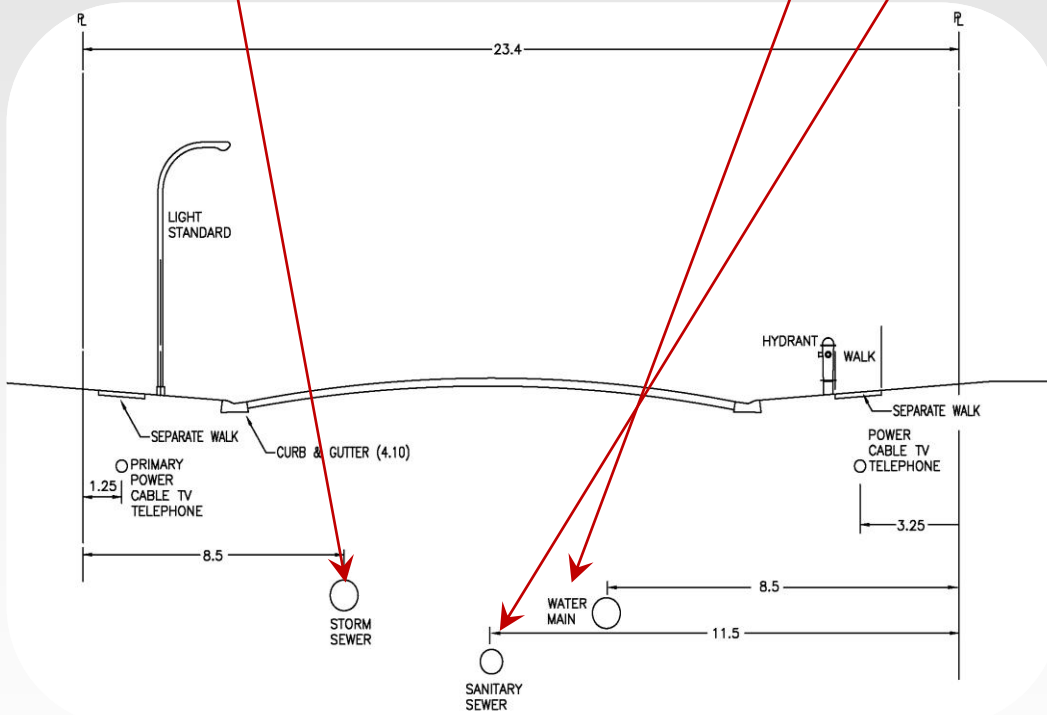 PL
PL
23.4
LIGHT
STANDARD
HYDRANT
WALK
SEPARATE WALK
SEPARATE WALK
CURB & GUTTER (4.10)
POWER
CABLE TV
TELEPHONE
PRIMARY
POWER
CABLE TV
TELEPHONE
1.25
3.25
8.5
8.5
WATER
MAIN
STORM
SEWER
11.5
SANITARY
SEWER